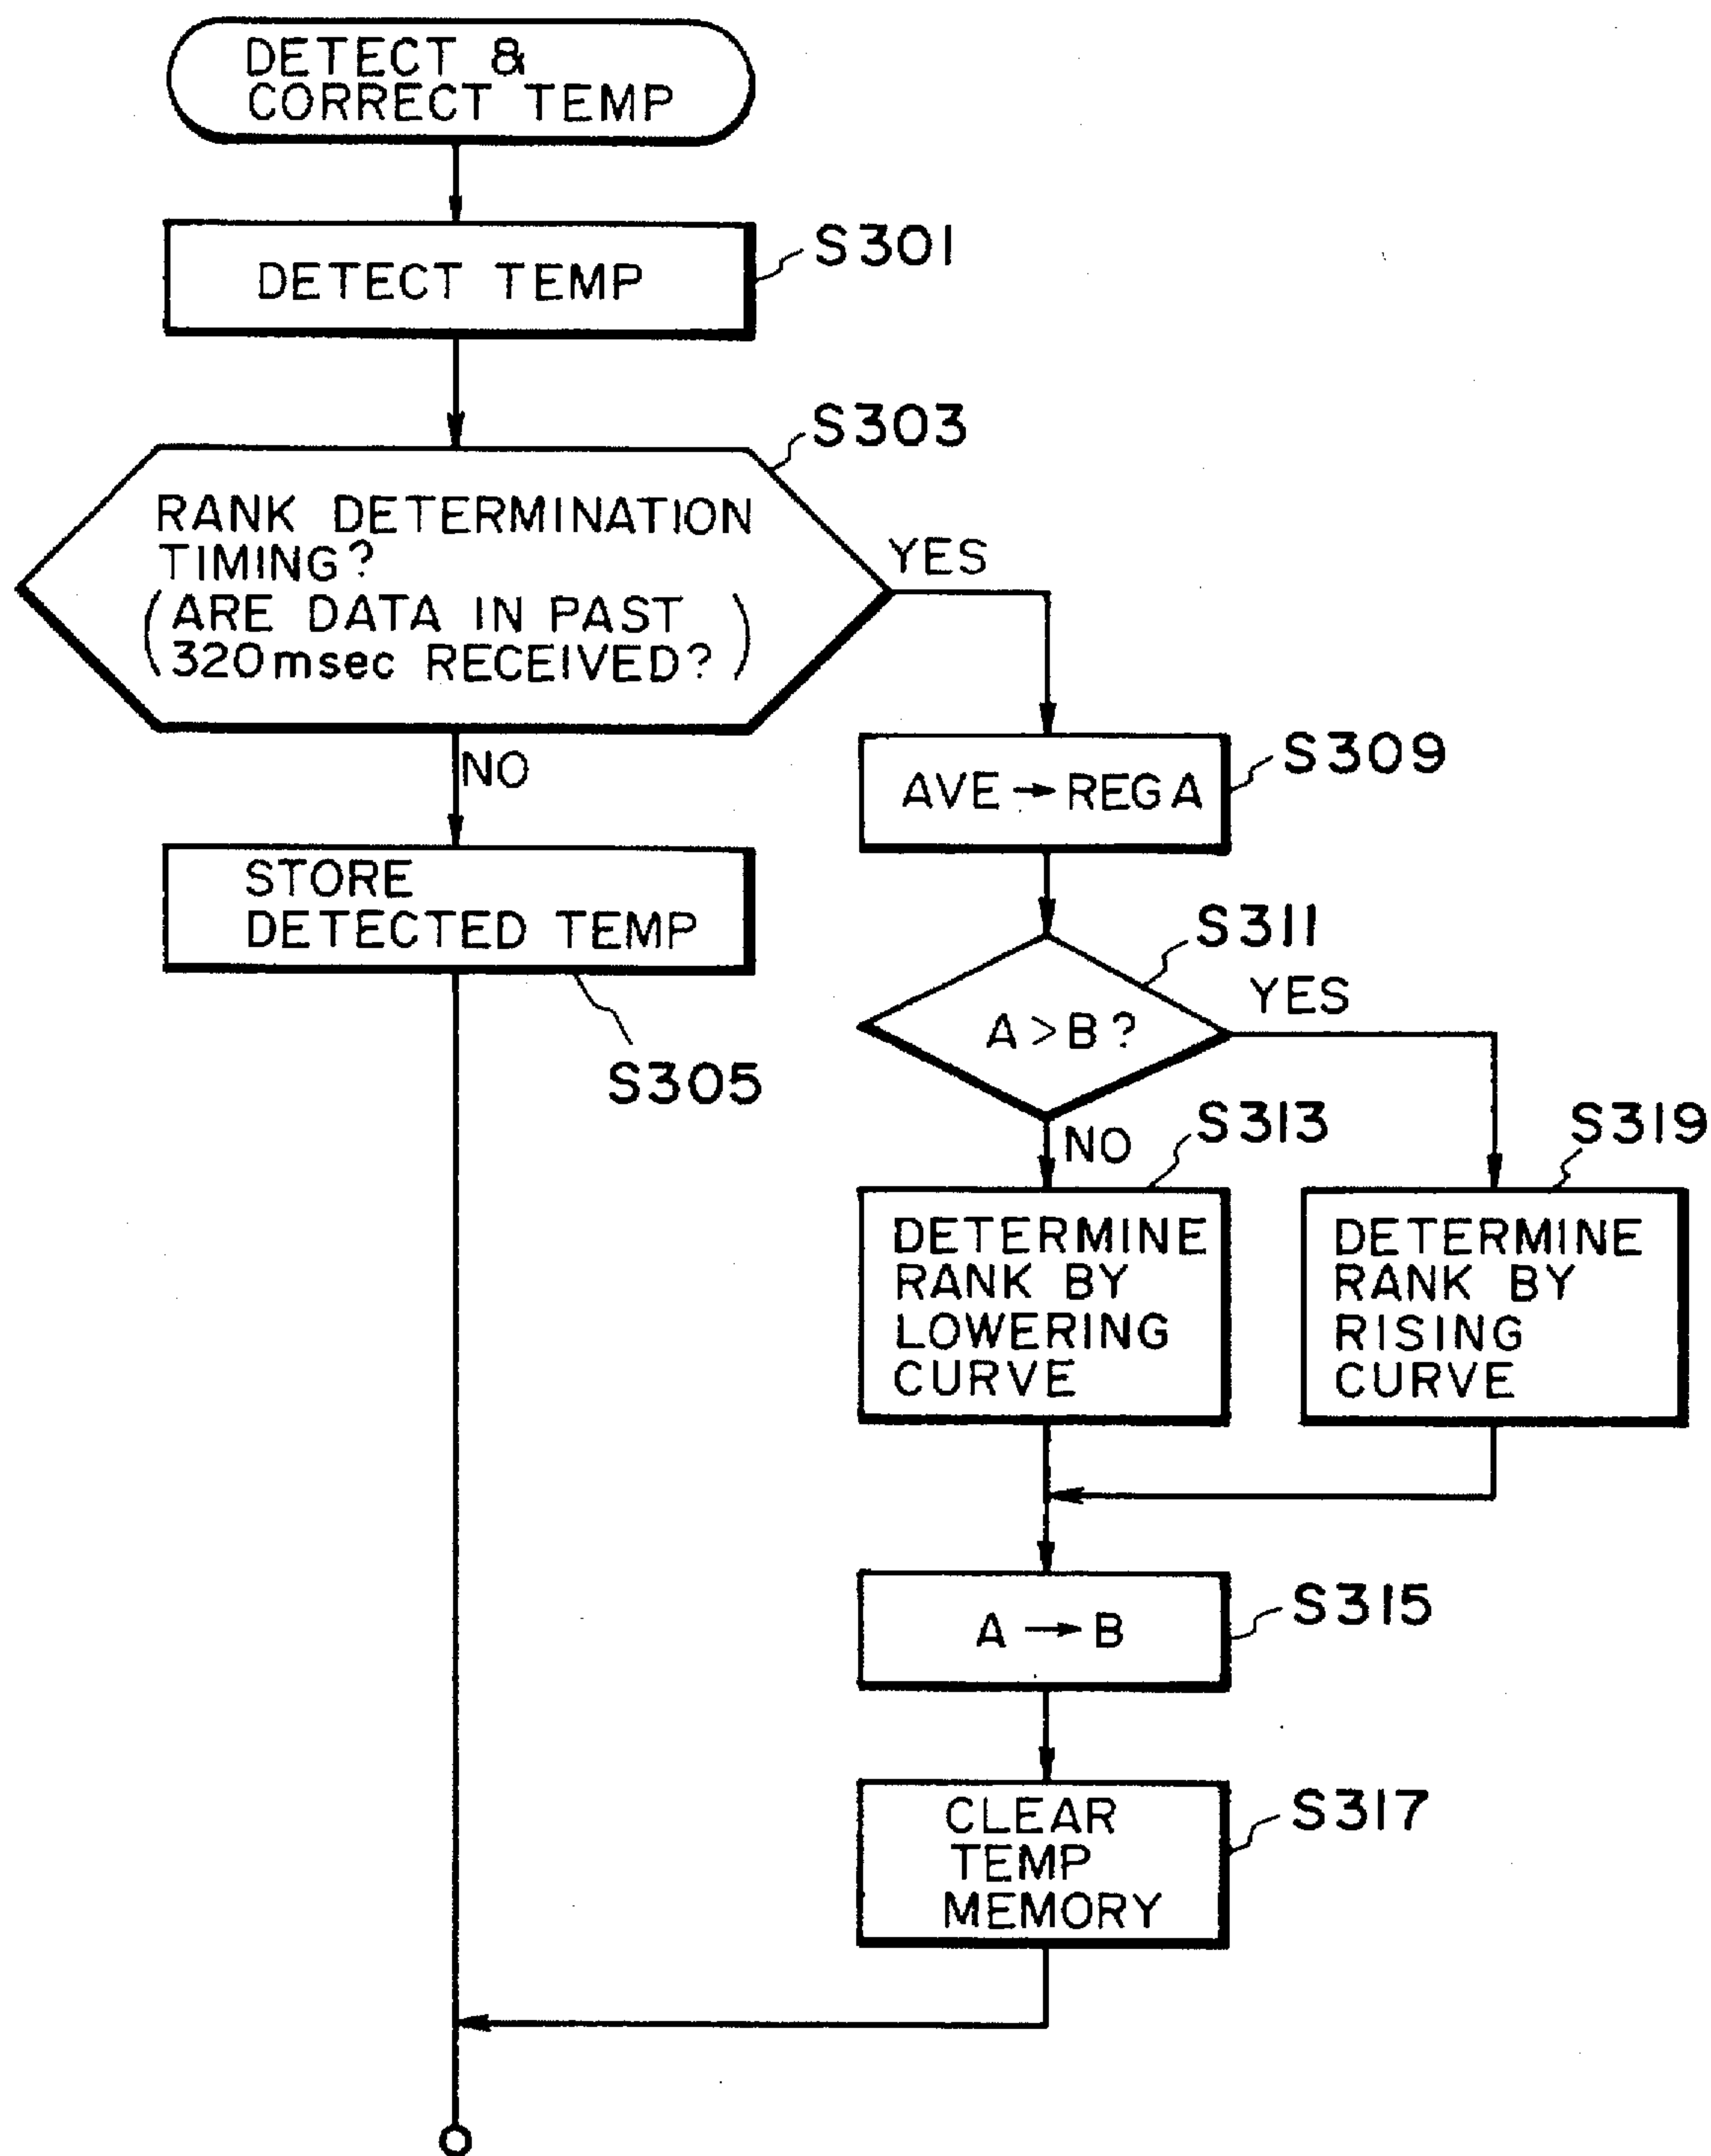 DETECT &
CORRECT TEMP
DETECT TEMP
S301
S303
RANK DETERMINATION
TIMING?
(ARE DATA IN PAST
320msec RECEIVED?)
YES
NO
STORE
DETECTED TEMP
S305
AVE → REG A
S309
A > B ?
S311
YES
NO
S313
DETERMINE
RANK BY
LOWERING
CURVE
S319
DETERMINE
RANK BY
RISING
CURVE
A → B
S315
CLEAR
TEMP
MEMORY
S317